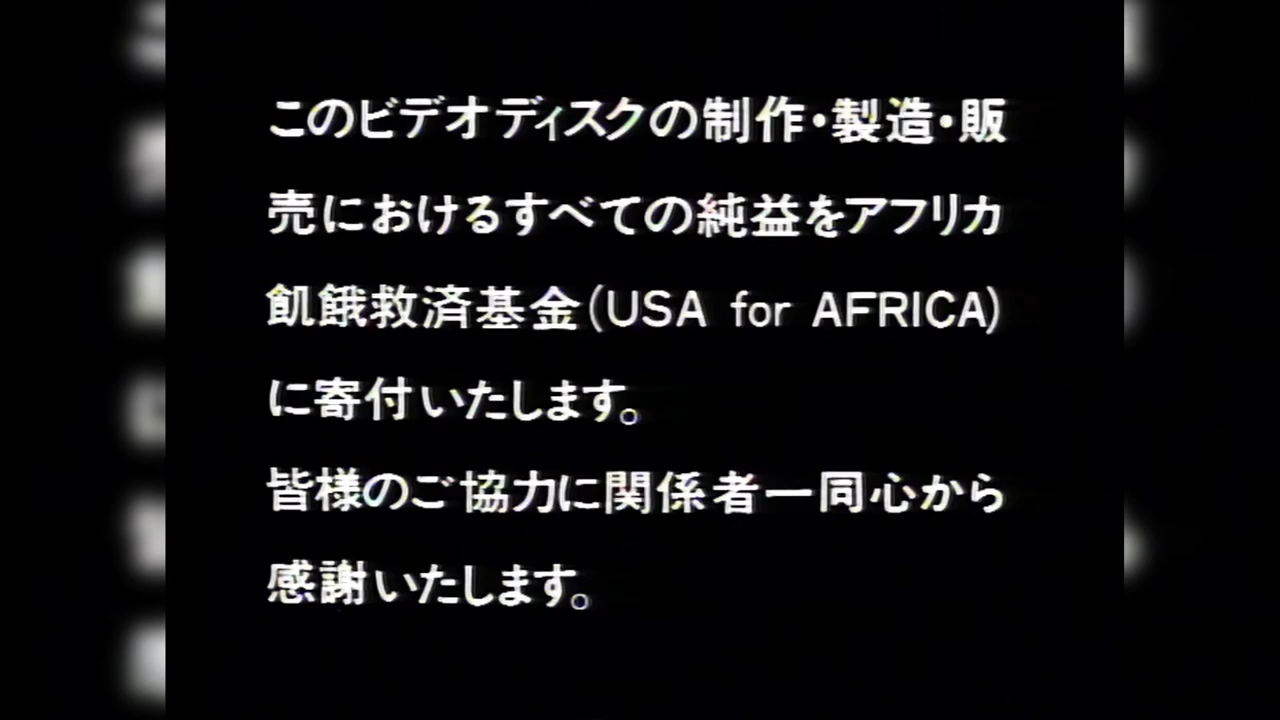 このビデオディスクの制作・製造・販
売におけるすべての純益をアフリカ
飢餓救済基金(USA for AFRICA)
に寄付いたします。
皆様のご協力に関係者一同心から
感謝いたします。